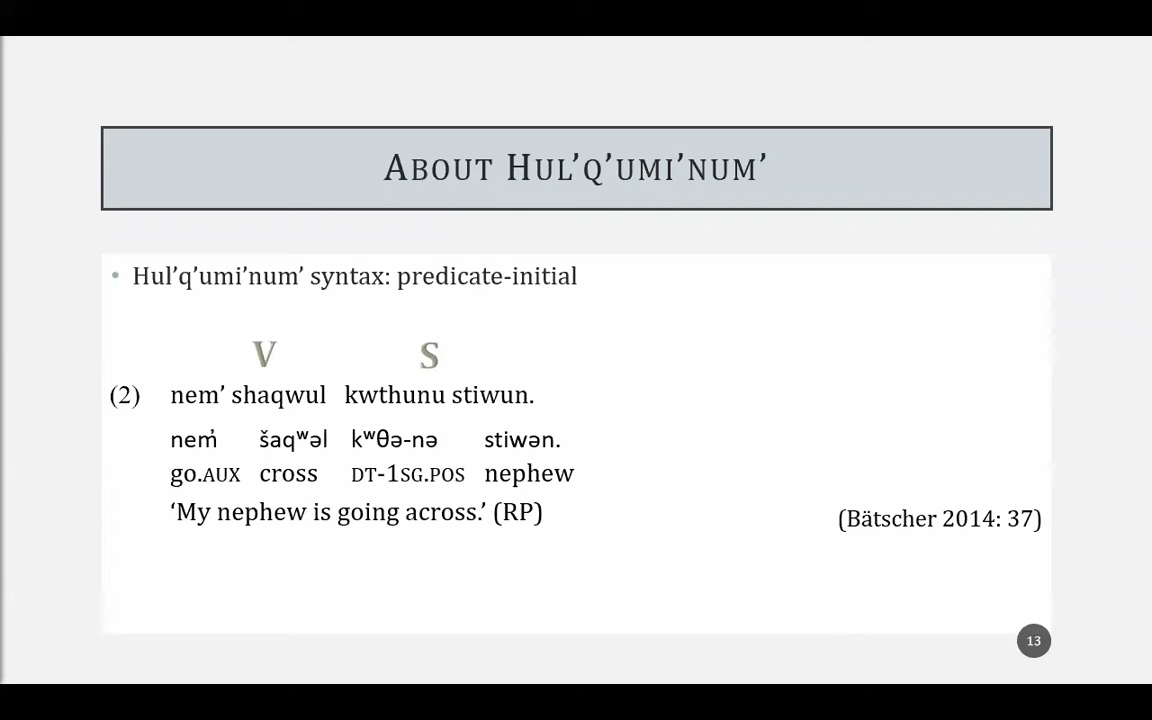 ABOUT HUL’Q’UMI’NUM’
• Hul’q’umi’num’ syntax: predicate-initial
V S
(2) nem’ shaqwul kwthunu stiwun.
nem̓ šaqʷəl kʷθə-nə stiwən.
go.AUX cross DT-1SG.POS nephew
‘My nephew is going across.’ (RP)
(Bätscher 2014: 37)
13